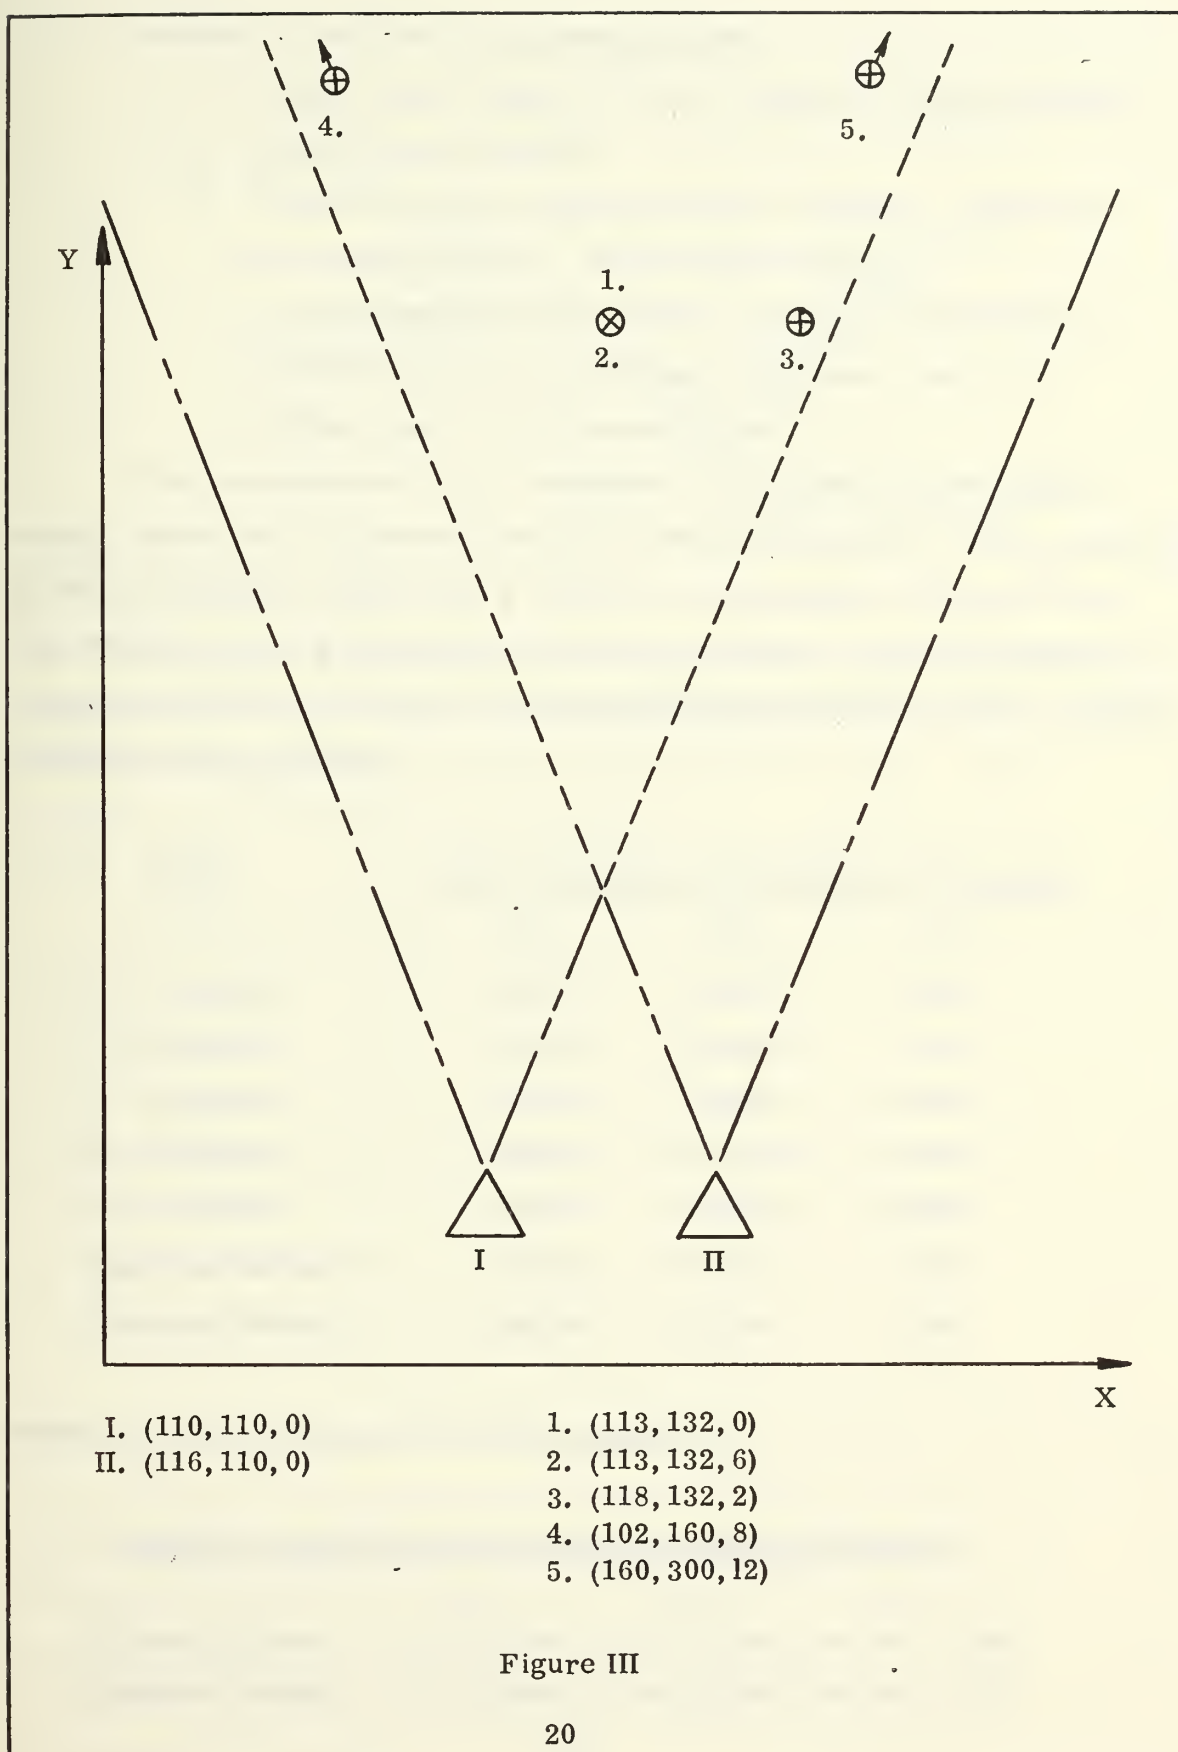 4.
5.
Y
1.
2.
3.
I
II
X
I. (110, 110, 0)
II. (116, 110, 0)
1. (113, 132, 0)
2. (113, 132, 6)
3. (118, 132, 2)
4. (102, 160, 8)
5. (160, 300, 12)
Figure III
20